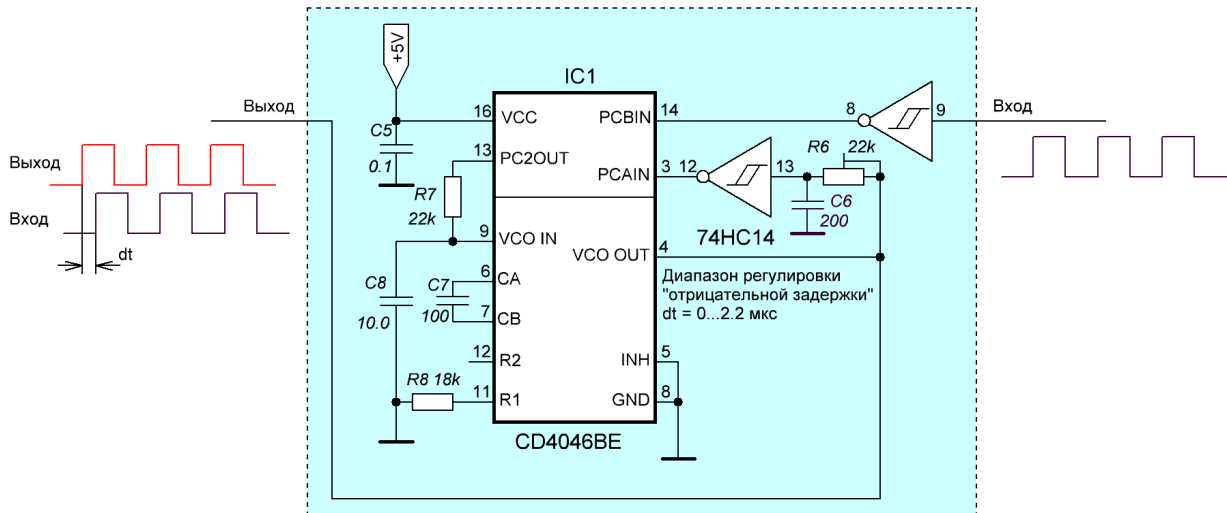 +5V
IC1
Выход
Вход
16
VCC
PCBIN
14
8
9
C5
0.1
13
PC2OUT
PCAIN
3
12
13
R6
22k
Выход
Вход
dt
R7
22k
C6
200
74HC14
9
VCO IN
VCO OUT
4
6
CA
C8
C7
Диапазон регулировки
"отрицательной задержки"
dt = 0...2.2 мкс
10.0
100
7
CB
12
R2
INH
5
R8 18k
11
R1
GND
8
CD4046BE